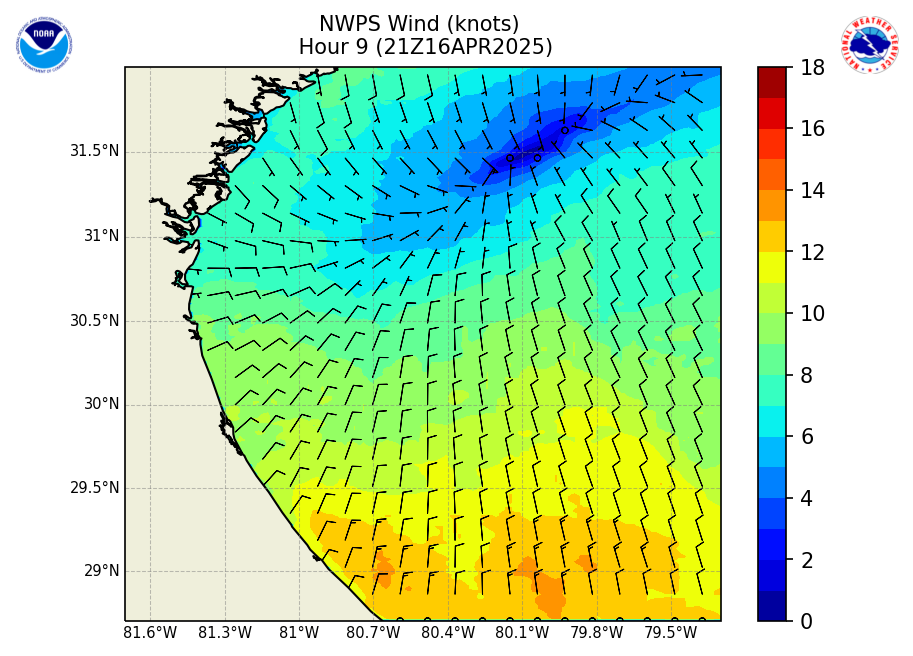 NWPS Wind (knots)
Hour 9 (21Z16APR2025)
NOAA
NATIONAL WEATHER SERVICE
18
16
14
12
10
8
6
4
2
0
31.5°N
31°N
30.5°N
30°N
29.5°N
29°N
81.6°W 81.3°W 81°W 80.7°W 80.4°W 80.1°W 79.8°W 79.5°W